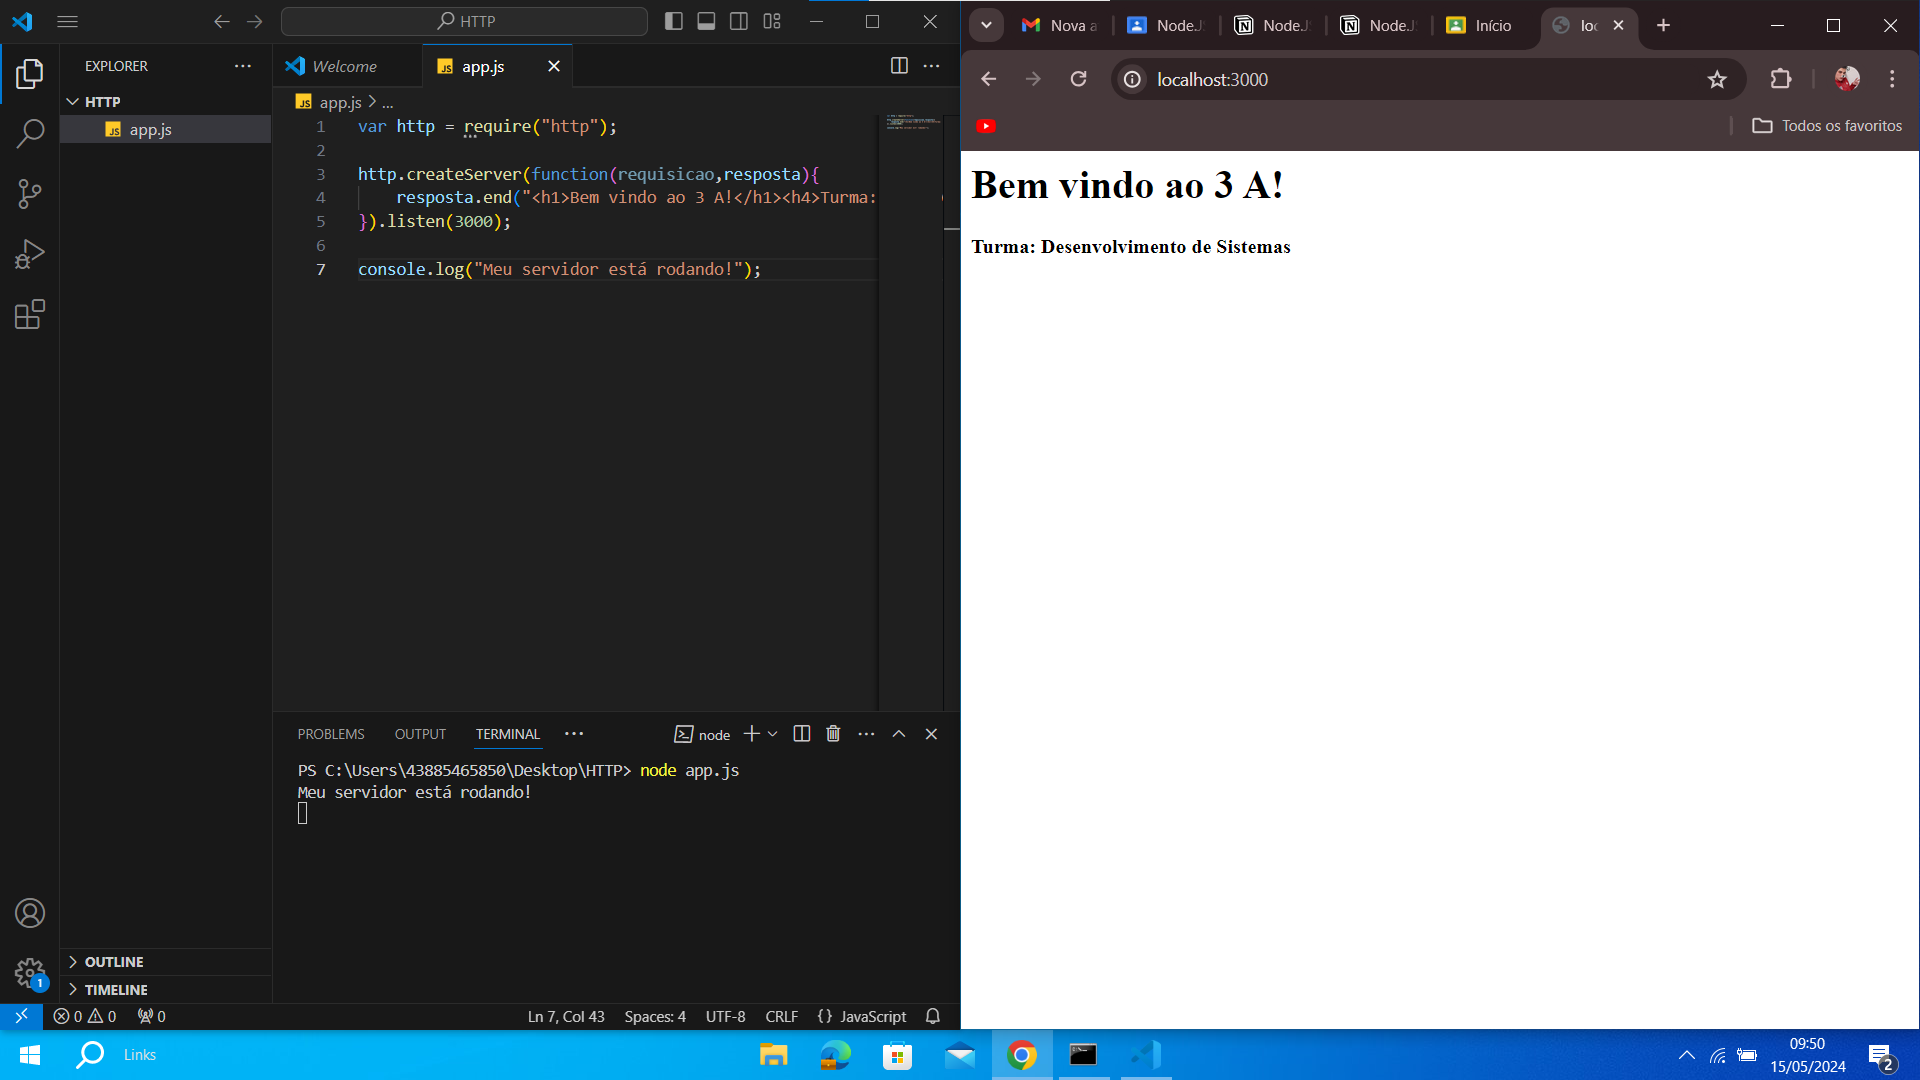 HTTP
EXPLORER
HTTP
app.js
Welcome
app.js
app.js > ...
1 var http = require("http");
2
3 http.createServer(function(requisicao,resposta){
4 resposta.end("<h1>Bem vindo ao 3 A!</h1><h4>Turma:
5 }).listen(3000);
6
7 console.log("Meu servidor está rodando!");
PROBLEMS OUTPUT TERMINAL ... node
PS C:\Users\43885465850\Desktop\HTTP> node app.js
Meu servidor está rodando!
OUTLINE
TIMELINE
1
0 0 0 Ln 7, Col 43 Spaces: 4 UTF-8 CRLF {} JavaScript
Nova a Node.J Node.J Node.J Início loc
localhost:3000
Todos os favoritos
Bem vindo ao 3 A!
Turma: Desenvolvimento de Sistemas
Links
09:50
15/05/2024
2